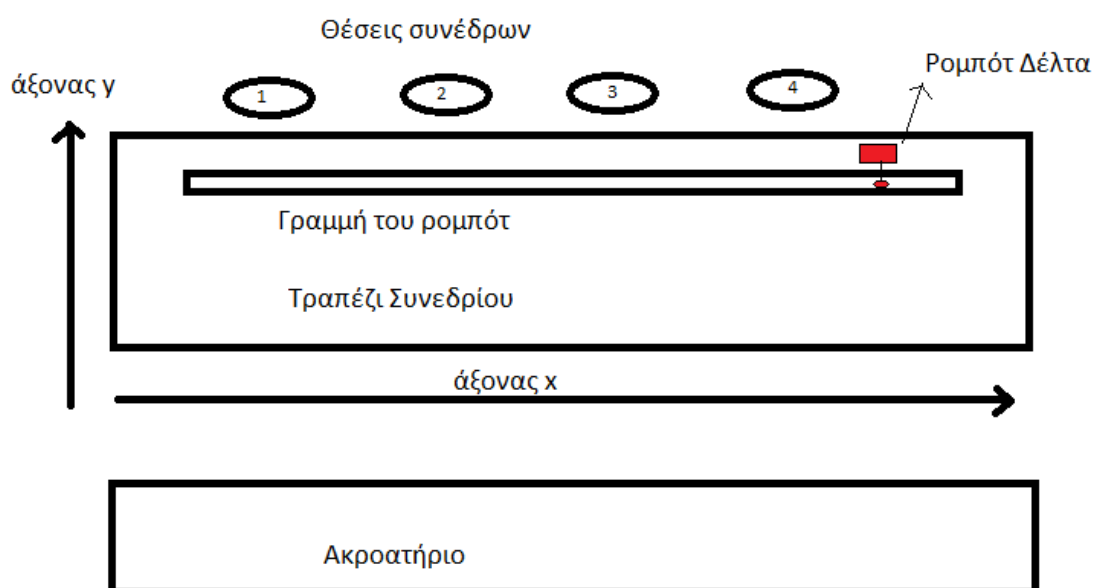 Θέσεις συνέδρων
Ρομπότ Δέλτα
άξονας y
1
2
3
4
Γραμμή του ρομπότ
Τραπέζι Συνεδρίου
άξονας x
Ακροατήριο